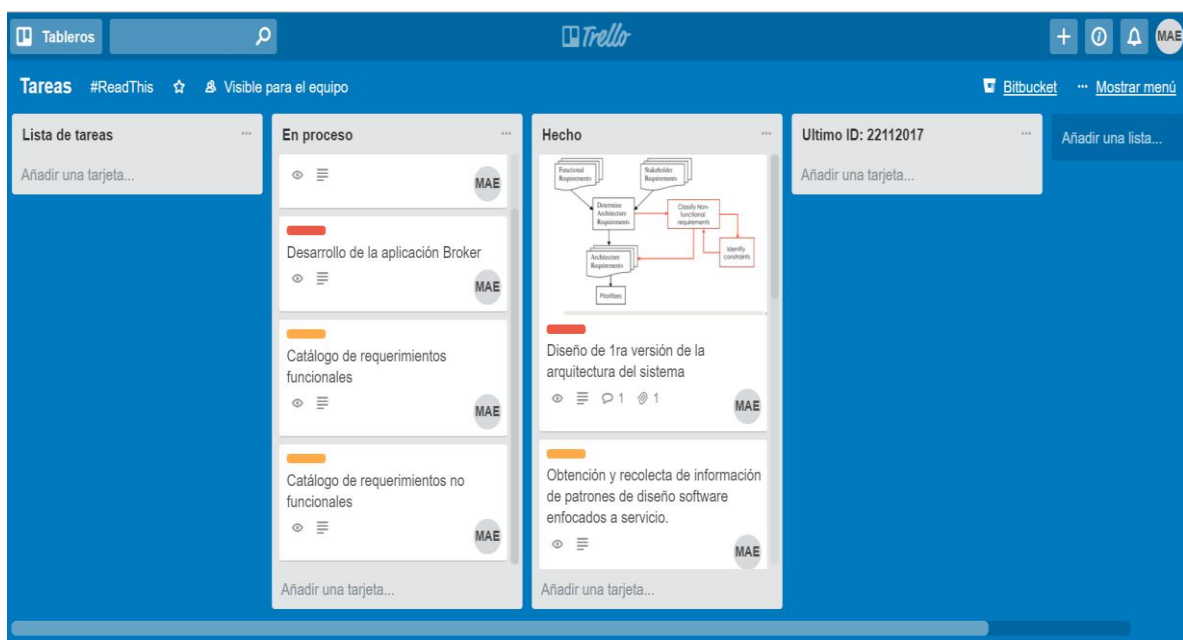 Tableros
Trello
MAE
Tareas
#ReadThis
Visible para el equipo
Bitbucket
... Mostrar menú
Lista de tareas
Añadir una tarjeta...
En proceso
MAE
Desarrollo de la aplicación Broker
MAE
Catálogo de requerimientos
funcionales
MAE
Catálogo de requerimientos no
funcionales
MAE
Añadir una tarjeta...
Hecho
Functional
Requirements
Stakeholder
Requirements
Determine
Architecture
Requirements
Classify Non-
functional
requirements
Identify
constraints
Architecture
Requirements
Prioritizes
Diseño de 1ra versión de la
arquitectura del sistema
1 1
MAE
Obtención y recolecta de información
de patrones de diseño software
enfocados a servicio.
MAE
Añadir una tarjeta...
Ultimo ID: 22112017
Añadir una tarjeta...
Añadir una lista...